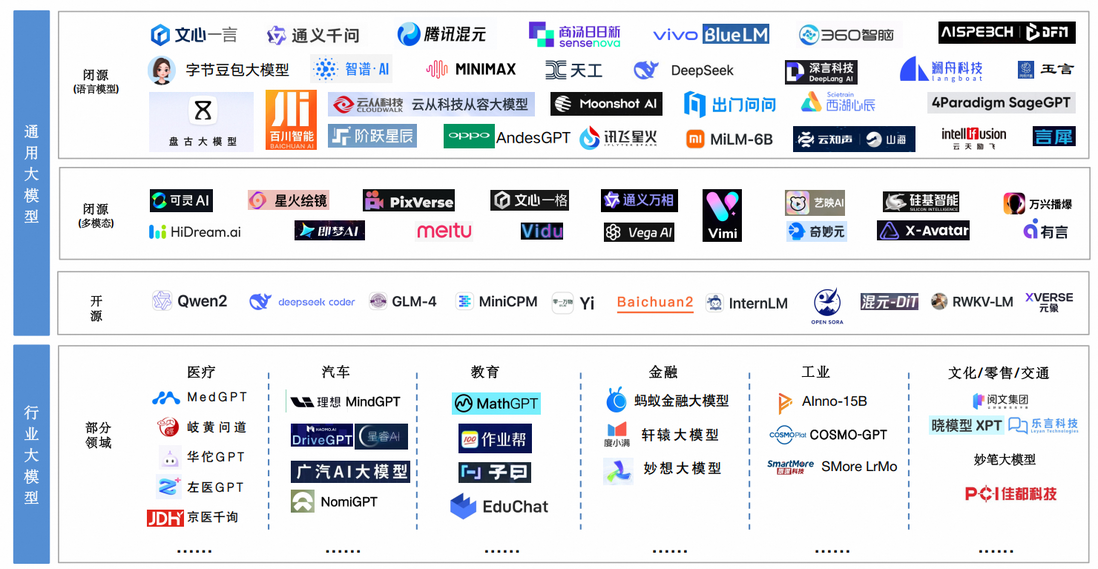 通用大模型
闭源
(语言模型)
文心一言 通义千问 腾讯混元 商汤日日新 sensenova vivo BlueLM 360智脑 AISPEECH DFM
字节豆包大模型 智谱·AI MINIMAX 天工 DeepSeek 深言科技 DeepLang AI 澜舟科技 langboat 玉言
盘古大模型 百川智能 BAICHUAN AI 云从科技 CLOUDWALK 云从科技从容大模型 Moonshot AI 出门问问 Scietrain 西湖心辰 4Paradigm SageGPT
阶跃星辰 oppo AndesGPT 讯飞星火 MiLM-6B 云知声 山海 intellifusion 云天励飞 言犀
闭源
(多模态)
可灵 AI 星火绘镜 PixVerse 文心一格 通义万相 Vimi 艺映AI 硅基智能 SILICON INTELLIGENCE 万兴播爆
HiDream.ai 即梦AI meitu Vidu Vega AI 奇妙元 X-Avatar 有言
开源
Qwen2 deepseek coder GLM-4 MiniCPM 零一万物 Yi Baichuan2 InternLM OPEN SORA 混元-DiT RWKV-LM XVERSE 元象
行业大模型
部分
领域
医疗 汽车 教育 金融 工业 文化/零售/交通
MedGPT 理想 MindGPT MathGPT 蚂蚁金融大模型 AInno-15B 阅文集团
岐黄问道 HAOMO.AI DriveGPT 星睿AI 作业帮 度小满 轩辕大模型 COSMOPlat COSMO-GPT 晓模型 XPT 乐言科技 Leyan Technologies
华佗GPT 广汽AI大模型 子曰 妙想大模型 SmartMore 思谋科技 SMore LrMo 妙笔大模型
左医GPT NomiGPT EduChat PCI佳都科技
JDH 京医千询
…… …… …… …… …… ……